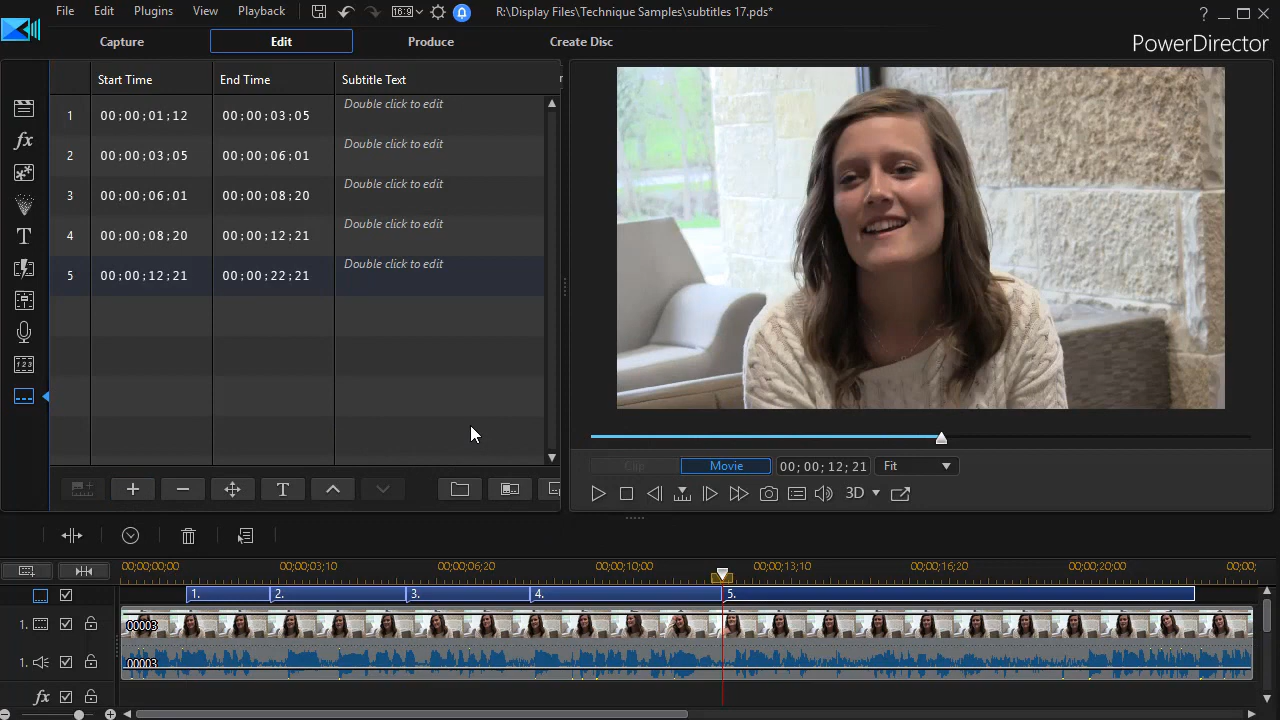 File Edit Plugins View Playback 16:9 R:\Display Files\Technique Samples\subtitles 17.pds* ?
Capture Edit Produce Create Disc PowerDirector
Start Time End Time Subtitle Text
1 00;00;01;12 00;00;03;05 Double click to edit
2 00;00;03;05 00;00;06;01 Double click to edit
3 00;00;06;01 00;00;08;20 Double click to edit
4 00;00;08;20 00;00;12;21 Double click to edit
5 00;00;12;21 00;00;22;21 Double click to edit
fx
T
123
Clip Movie 00; 00; 12; 21 Fit
T 3D
00;00;00;00 00;00;03;10 00;00;06;20 00;00;10;00 00;00;13;10 00;00;16;20 00;00;20;00 00;00;
1. 2. 3. 4. 5.
1. 00003
1. 00003
fx